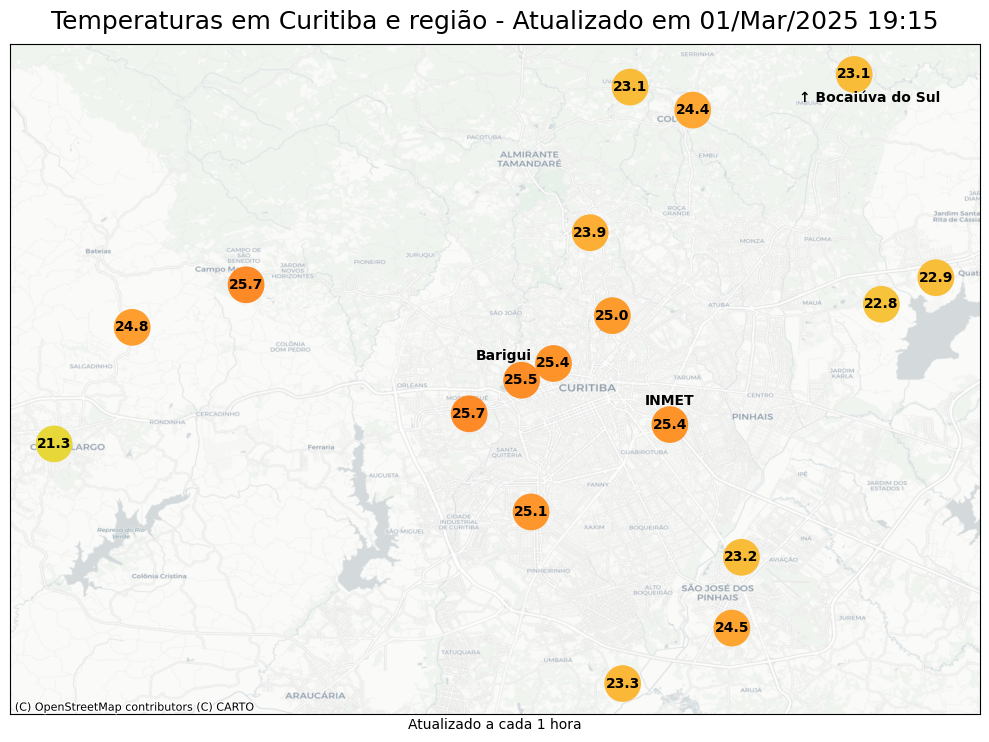 Temperaturas em Curitiba e região - Atualizado em 01/Mar/2025 19:15
SERRINHA
23.1
23.1
↑ Bocaiúva do Sul
24.4
PACOTUBA
ALMIRANTE
TAMANDARÉ
EMBU
ROÇA
GRANDE
Jardim Santa
Rita de Cássia
23.9
MONZA
PALOMA
Bateias
CAMPO DE
SÃO
BENEDITO
JURUQUI
PIONEIRO
JARDIM
NOVOS
HORIZONTES
25.7
22.9
22.8
MAUÁ
ATUBA
SÃO JOÃO
25.0
24.8
COLÔNIA
DOM PEDRO
Barigui
25.4
SALGADINHO
25.5
ORLEANS
CURITIBA
TARUMÃ
JARDIM
KARLA
CENTRO
INMET
25.7
CERCADINHO
PINHAIS
RONDINHA
25.4
21.3
Ferraria
SANTA
QUITÉRIA
GUABIROTUBA
AUGUSTA
IPÊ
FANNY
JARDIM DOS
ESTADOS I
25.1
CIDADE
INDUSTRIAL
DE CURITIBA
XAXIM
BOQUEIRÃO
Represa do Rio
Verde
SÃO MIGUEL
INÁ
23.2
AVIAÇÃO
Colônia Cristina
PINHEIRINHO
ALTO
BOQUEIRÃO
SÃO JOSÉ DOS
PINHAIS
JUREMA
24.5
TATUQUARA
UMBARÁ
23.3
ARUJÁ
ARAUCÁRIA
(C) OpenStreetMap contributors (C) CARTO
Atualizado a cada 1 hora